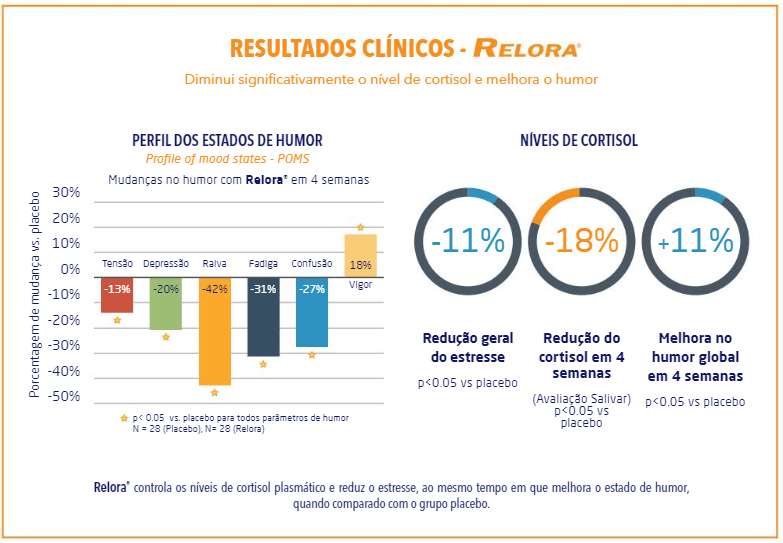 RESULTADOS CLÍNICOS - RELORA®
Diminui significativamente o nível de cortisol e melhora o humor
PERFIL DOS ESTADOS DE HUMOR
Profile of mood states - POMS
Mudanças no humor com Relora® em 4 semanas
Porcentagem de mudança vs. placebo
30%
20%
10%
0%
-10%
-20%
-30%
-40%
-50%
Tensão Depressão Raiva Fadiga Confusão
-13% -20% -42% -31% -27% 18%
Vigor
p< 0.05 vs. placebo para todos parâmetros de humor
N = 28 (Placebo), N= 28 (Relora)
NÍVEIS DE CORTISOL
-11%
Redução geral
do estresse
p<0.05 vs placebo
-18%
Redução do
cortisol em 4
semanas
(Avaliação Salivar)
p<0.05 vs
placebo
+11%
Melhora no
humor global
em 4 semanas
p<0.05 vs placebo
Relora® controla os níveis de cortisol plasmático e reduz o estresse, ao mesmo tempo em que melhora o estado de humor,
quando comparado com o grupo placebo.